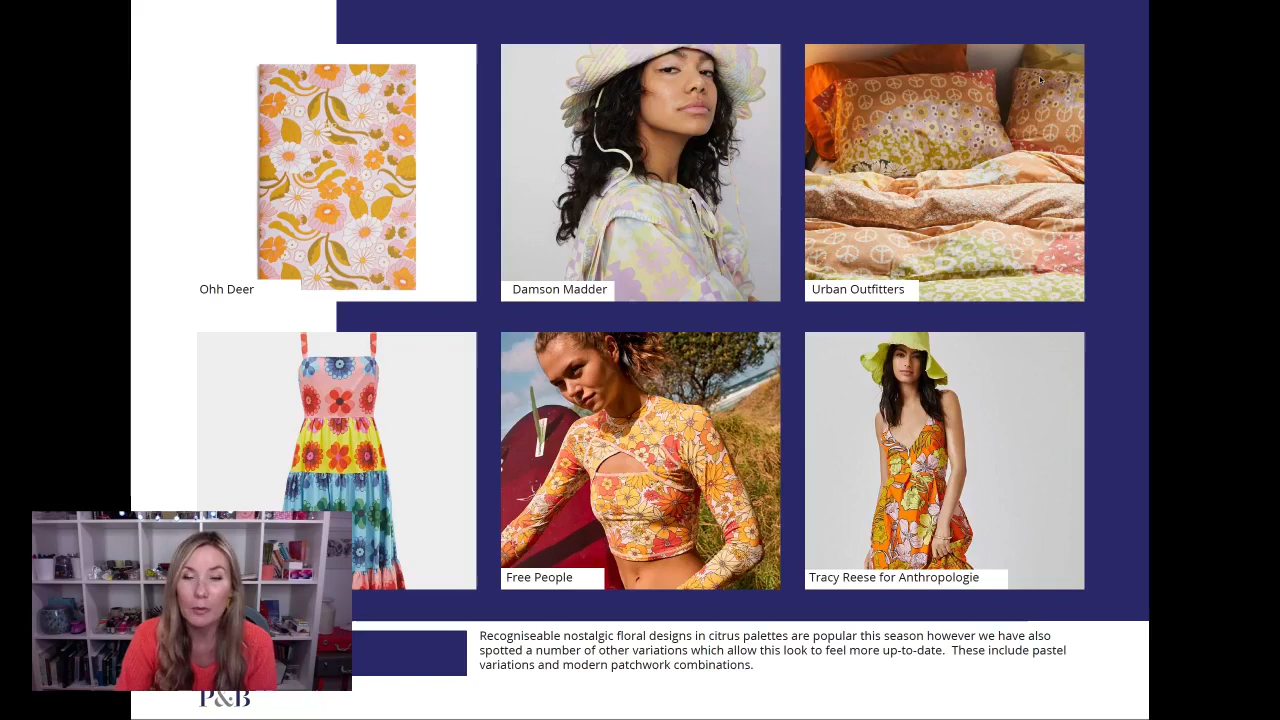 Ohh Deer
Damson Madder
Urban Outfitters
Free People
Tracy Reese for Anthropologie
Recogniseable nostalgic floral designs in citrus palettes are popular this season however we have also
spotted a number of other variations which allow this look to feel more up-to-date. These include pastel
variations and modern patchwork combinations.
P&B